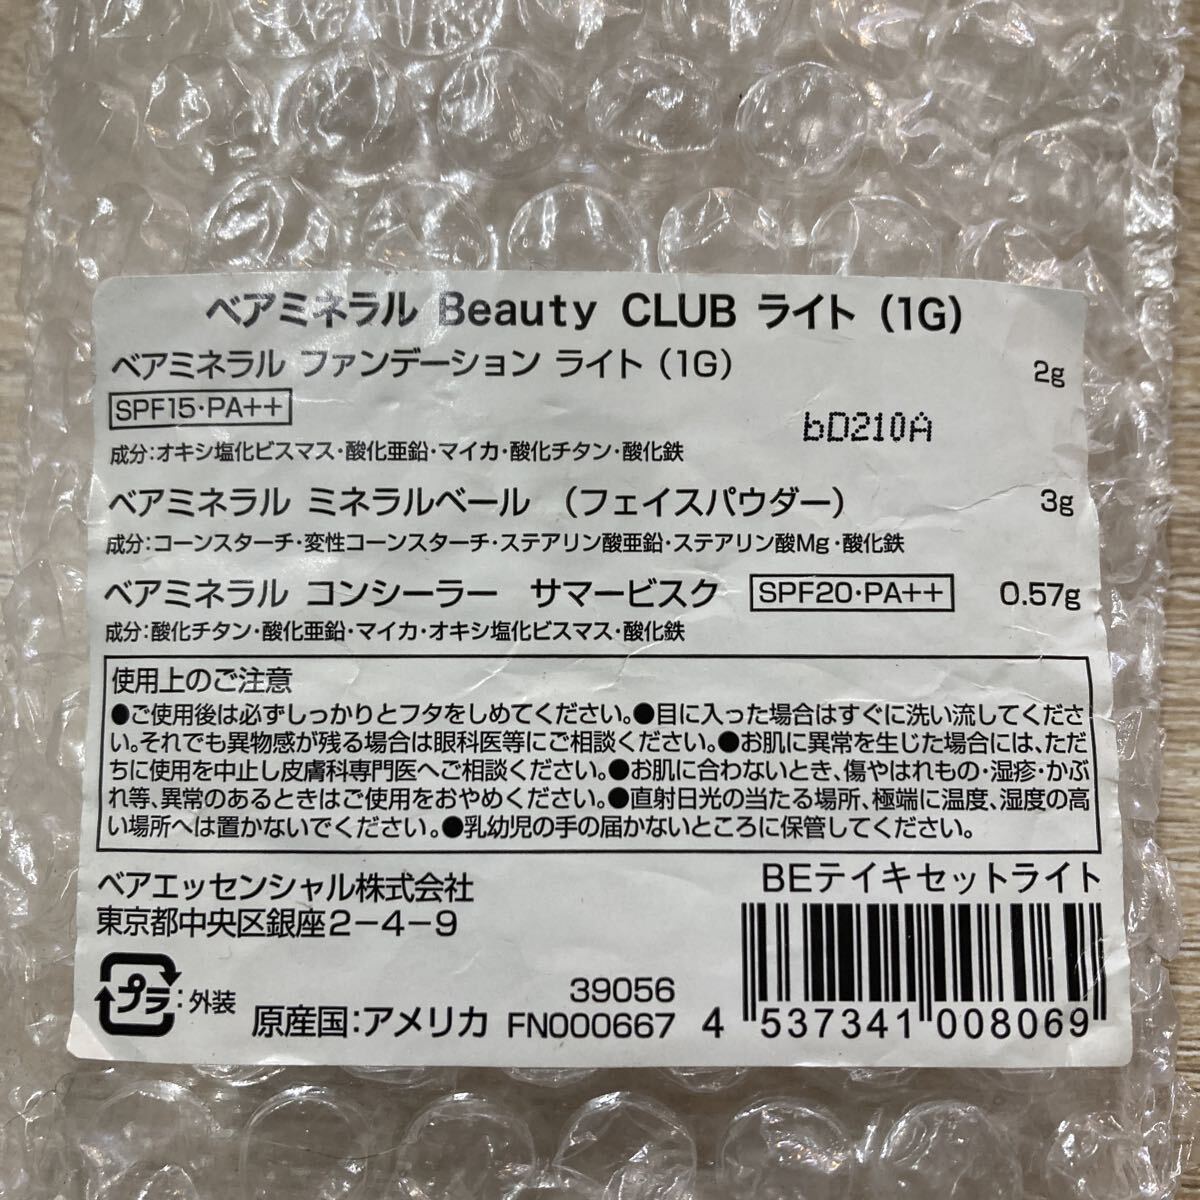 ベアミネラル Beauty CLUB ライト (1G)
ベアミネラル ファンデーション ライト (1G) 2g
SPF15・PA++
bD210A
成分:オキシ塩化ビスマス・酸化亜鉛・マイカ・酸化チタン・酸化鉄
ベアミネラル ミネラルベール (フェイスパウダー) 3g
成分:コーンスターチ・変性コーンスターチ・ステアリン酸亜鉛・ステアリン酸Mg・酸化鉄
ベアミネラル コンシーラー サマービスク SPF20・PA++ 0.57g
成分:酸化チタン・酸化亜鉛・マイカ・オキシ塩化ビスマス・酸化鉄
使用上のご注意
●ご使用後は必ずしっかりとフタをしめてください。●目に入った場合はすぐに洗い流してくださ
い。それでも異物感が残る場合は眼科医等にご相談ください。●お肌に異常を生じた場合には、ただ
ちに使用を中止し皮膚科専門医へご相談ください。●お肌に合わないとき、傷やはれもの・湿疹・かぶ
れ等、異常のあるときはご使用をおやめください。●直射日光の当たる場所、極端に温度、湿度の高
い場所へは置かないでください。●乳幼児の手の届かないところに保管してください。
ベアエッセンシャル株式会社
東京都中央区銀座2-4-9
BEテイキセットライト
プラ:外装
原産国:アメリカ
39056
FN000667
4 537341 008069